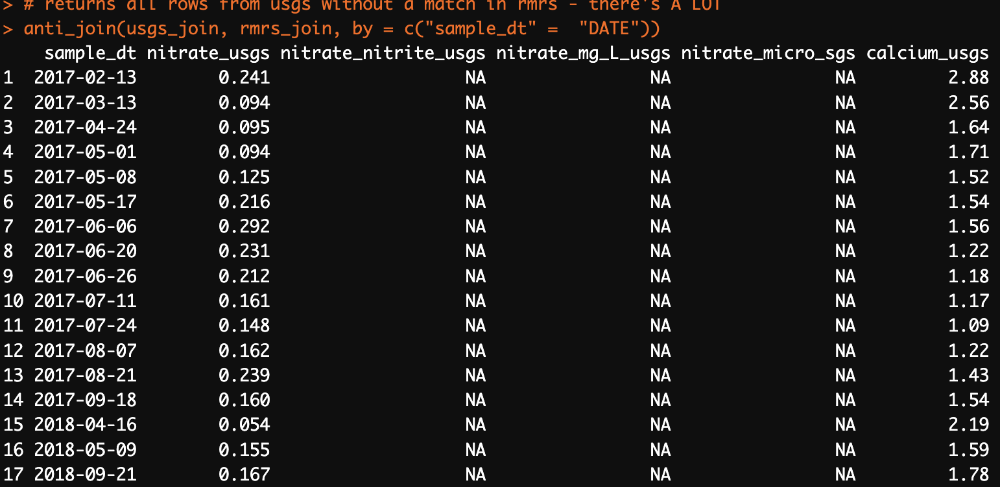 > # returns all rows from usgs without a match in rmrs - there's A LOT
> anti_join(usgs_join, rmrs_join, by = c("sample_dt" =  "DATE"))
sample_dt nitrate_usgs nitrate_nitrite_usgs nitrate_mg_L_usgs nitrate_micro_sgs calcium_usgs
1 2017-02-13 0.241 NA NA NA 2.88
2 2017-03-13 0.094 NA NA NA 2.56
3 2017-04-24 0.095 NA NA NA 1.64
4 2017-05-01 0.094 NA NA NA 1.71
5 2017-05-08 0.125 NA NA NA 1.52
6 2017-05-17 0.216 NA NA NA 1.54
7 2017-06-06 0.292 NA NA NA 1.56
8 2017-06-20 0.231 NA NA NA 1.22
9 2017-06-26 0.212 NA NA NA 1.18
10 2017-07-11 0.161 NA NA NA 1.17
11 2017-07-24 0.148 NA NA NA 1.09
12 2017-08-07 0.162 NA NA NA 1.22
13 2017-08-21 0.239 NA NA NA 1.43
14 2017-09-18 0.160 NA NA NA 1.54
15 2018-04-16 0.054 NA NA NA 2.19
16 2018-05-09 0.155 NA NA NA 1.59
17 2018-09-21 0.167 NA NA NA 1.78